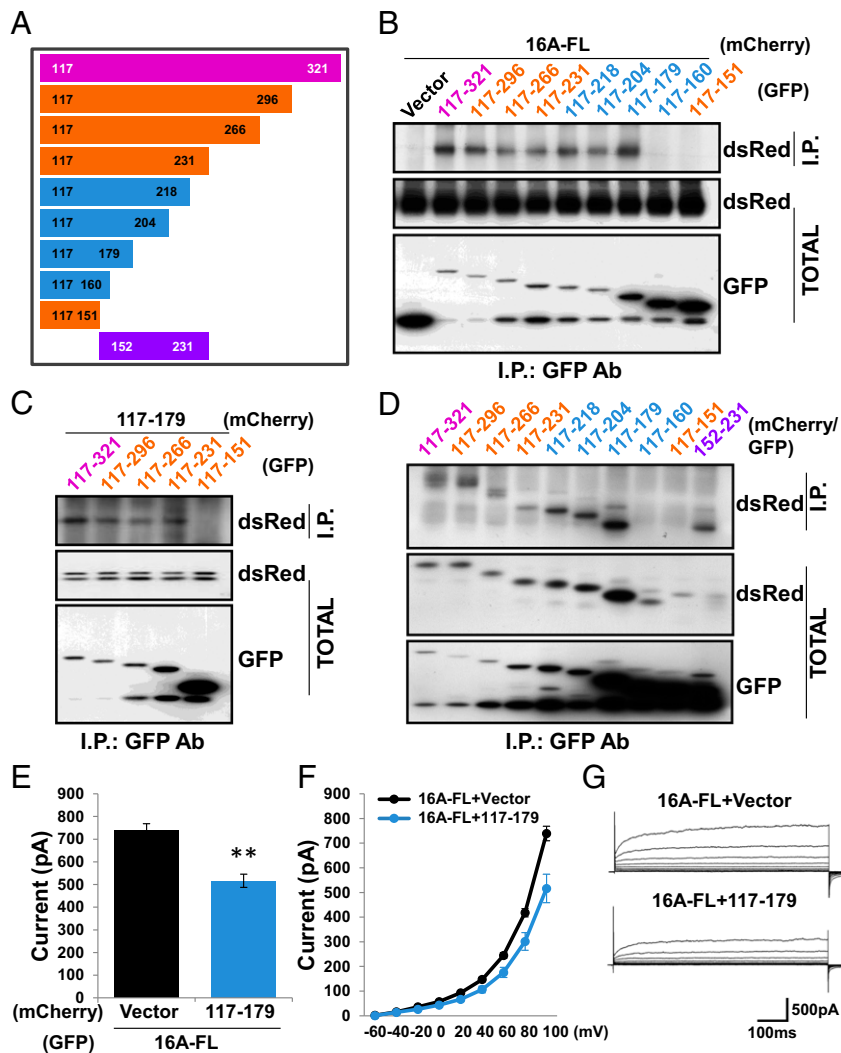 A
117 321
117 296
117 266
117 231
117 218
117 204
117 179
117 160
117 151
152 231
B
16A-FL (mCherry)
Vector 117-321 117-296 117-266 117-231 117-218 117-204 117-179 117-160 117-151 (GFP)
dsRed I.P.
dsRed
GFP
TOTAL
I.P.: GFP Ab
C
117-179 (mCherry)
117-321 117-296 117-266 117-231 117-151 (GFP)
dsRed I.P.
dsRed
GFP
TOTAL
I.P.: GFP Ab
D
117-321 117-296 117-266 117-231 117-218 117-204 117-179 117-160 117-151 152-231 (mCherry/GFP)
dsRed I.P.
dsRed
GFP
TOTAL
I.P.: GFP Ab
E
Current (pA)
900
800
700
600
500
400
300
200
100
0
**
(mCherry) Vector 117-179
(GFP) 16A-FL
F
16A-FL+Vector
16A-FL+117-179
Current (pA)
900
800
700
600
500
400
300
200
100
0
-60 -40 -20 0 20 40 60 80 100 (mV)
G
16A-FL+Vector
16A-FL+117-179
500pA
100ms